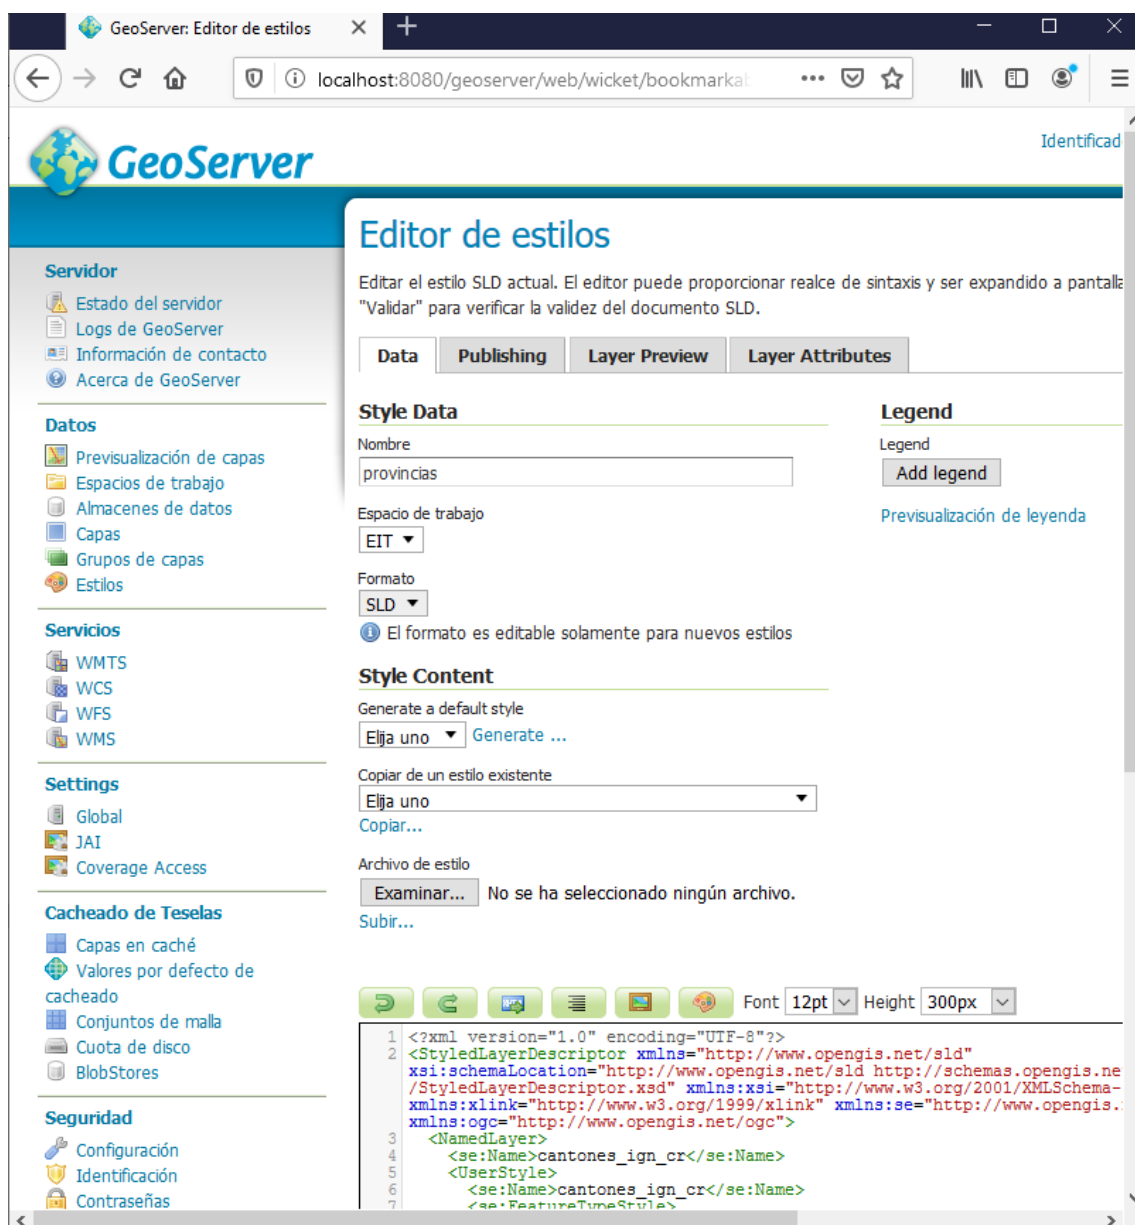 GeoServer: Editor de estilos
localhost:8080/geoserver/web/wicket/bookmarkab
GeoServer
Identificad
Servidor
Estado del servidor
Logs de GeoServer
Información de contacto
Acerca de GeoServer
Datos
Previsualización de capas
Espacios de trabajo
Almacenes de datos
Capas
Grupos de capas
Estilos
Servicios
WMTS
WCS
WFS
WMS
Settings
Global
JAI
Coverage Access
Cacheado de Teselas
Capas en caché
Valores por defecto de
cacheado
Conjuntos de malla
Cuota de disco
BlobStores
Seguridad
Configuración
Identificación
Contraseñas
Editor de estilos
Editar el estilo SLD actual. El editor puede proporcionar realce de sintaxis y ser expandido a pantalla
"Validar" para verificar la validez del documento SLD.
Data Publishing Layer Preview Layer Attributes
Style Data
Nombre
provincias
Espacio de trabajo
EIT
Formato
SLD
El formato es editable solamente para nuevos estilos
Legend
Legend
Add legend
Previsualización de leyenda
Style Content
Generate a default style
Elija uno Generate ...
Copiar de un estilo existente
Elija uno
Copiar...
Archivo de estilo
Examinar... No se ha seleccionado ningún archivo.
Subir...
Font 12pt Height 300px
1 <?xml version="1.0" encoding="UTF-8"?>
2 <StyledLayerDescriptor xmlns="http://www.opengis.net/sld"
xsi:schemaLocation="http://www.opengis.net/sld http://schemas.opengis.ne
/StyledLayerDescriptor.xsd" xmlns:xsi="http://www.w3.org/2001/XMLSchema-
xmlns:xlink="http://www.w3.org/1999/xlink" xmlns:se="http://www.opengis.
xmlns:ogc="http://www.opengis.net/ogc">
3 <NamedLayer>
4 <se:Name>cantones_ign_cr</se:Name>
5 <UserStyle>
6 <se:Name>cantones_ign_cr</se:Name>
7 <se:FeatureTypeStyle>